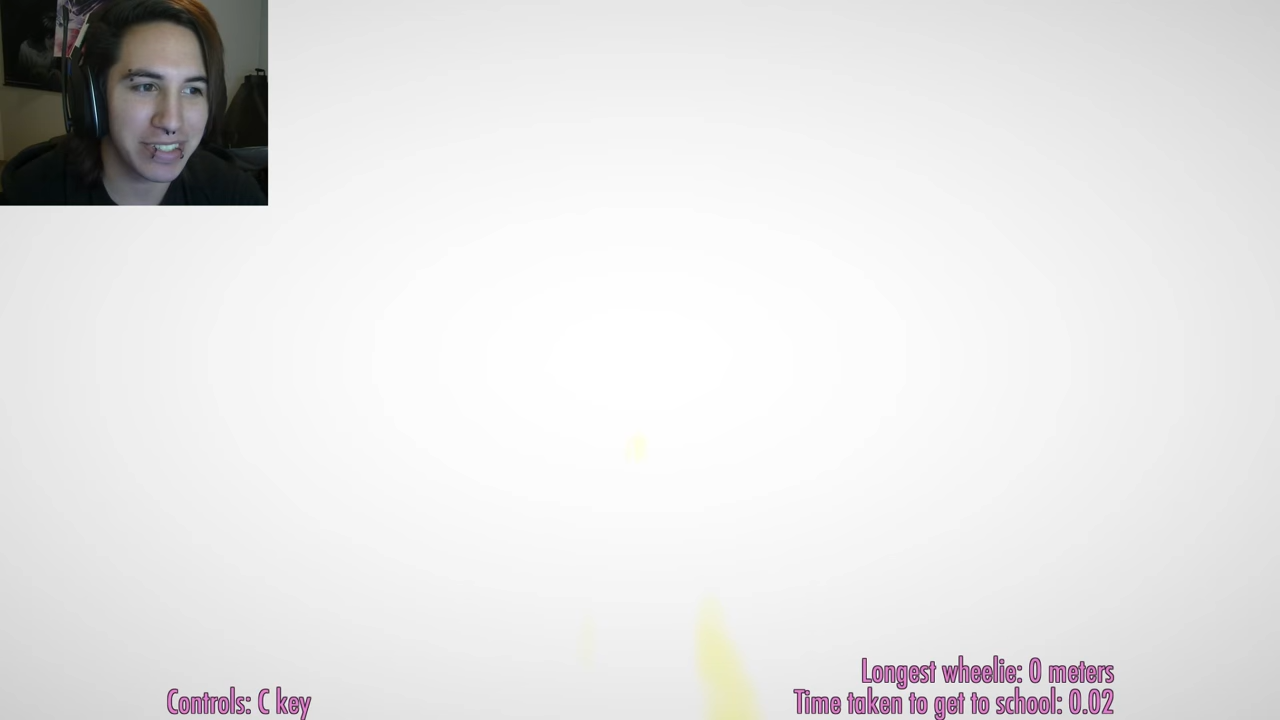 Longest wheelie: 0 meters
Controls: C key
Time taken to get to school: 0.02